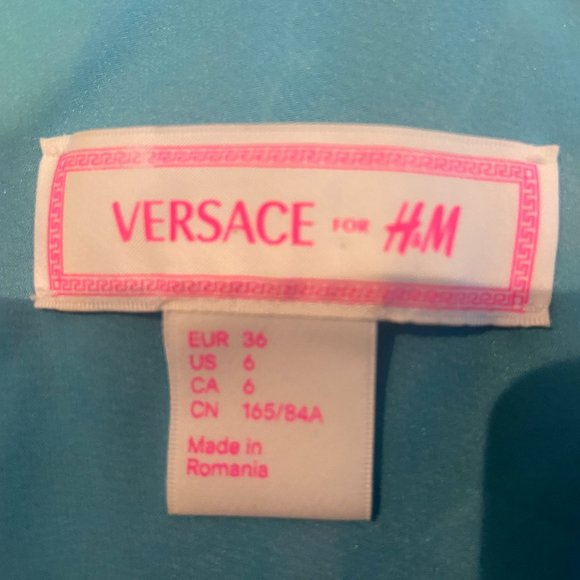 VERSACE FOR H&M
EUR 36
US 6
CA 6
CN 165/84A
Made in
Romania